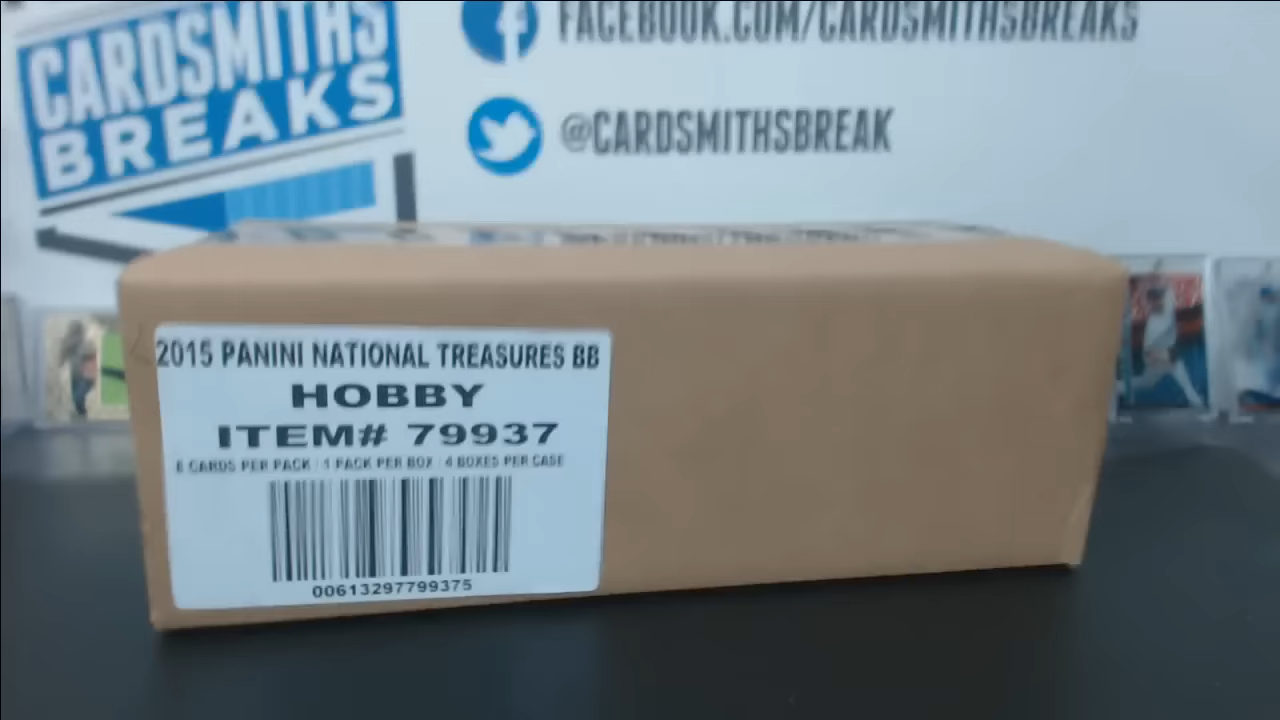 CARDSMITHS
BREAKS
FACEBOOK.COM/CARDSMITHSBREAKS
@CARDSMITHSBREAK
2015 PANINI NATIONAL TREASURES BB
HOBBY
ITEM# 79937
CARDS PER PACK 1 PACK PER BOX 4 BOXES PER CASE
00613297799375